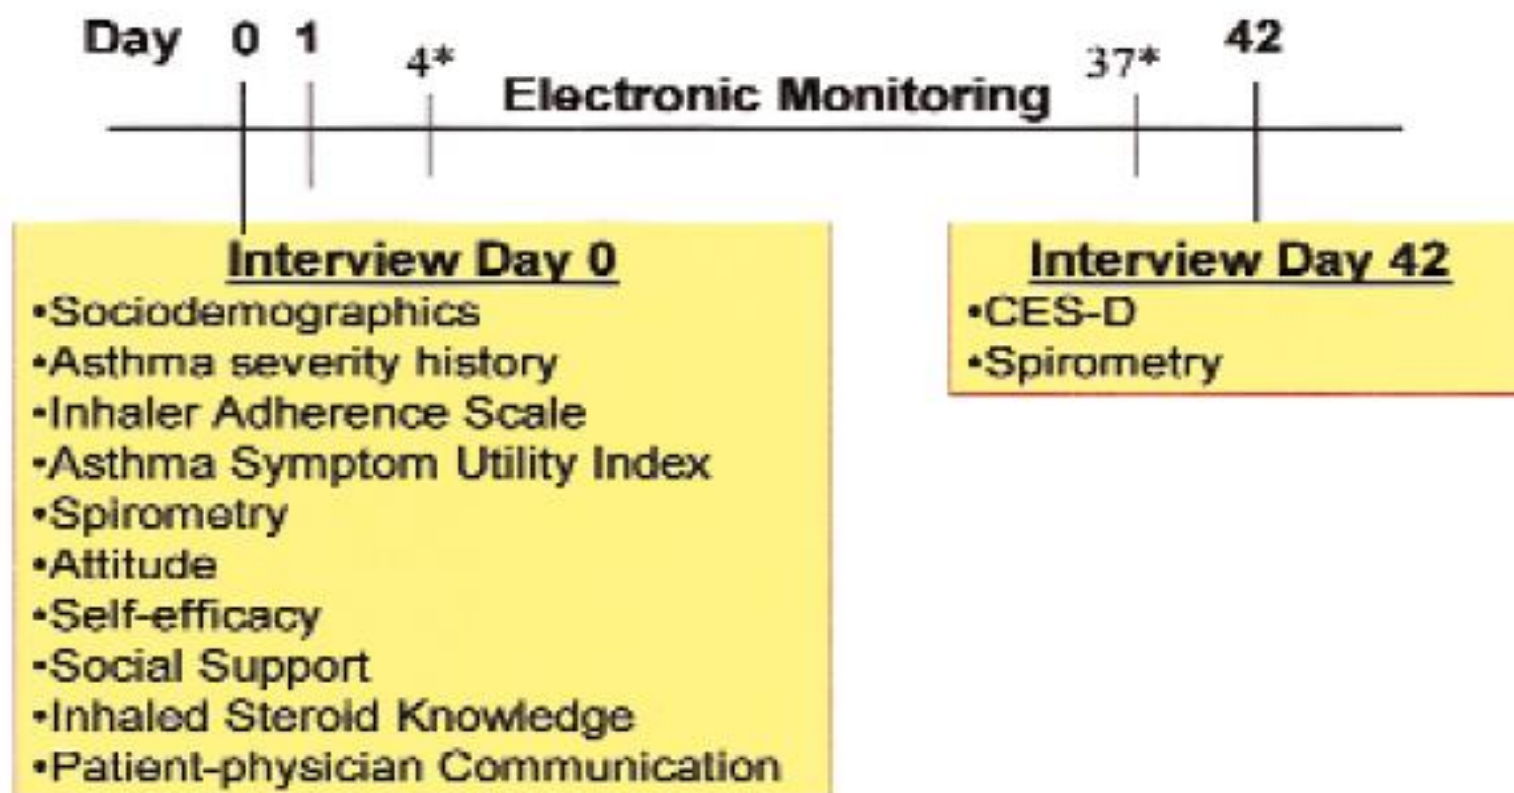 Day 0 1 4* 37* 42
Electronic Monitoring
Interview Day 0
•Sociodemographics
•Asthma severity history
•Inhaler Adherence Scale
•Asthma Symptom Utility Index
•Spirometry
•Attitude
•Self-efficacy
•Social Support
•Inhaled Steroid Knowledge
•Patient-physician Communication
Interview Day 42
•CES-D
•Spirometry